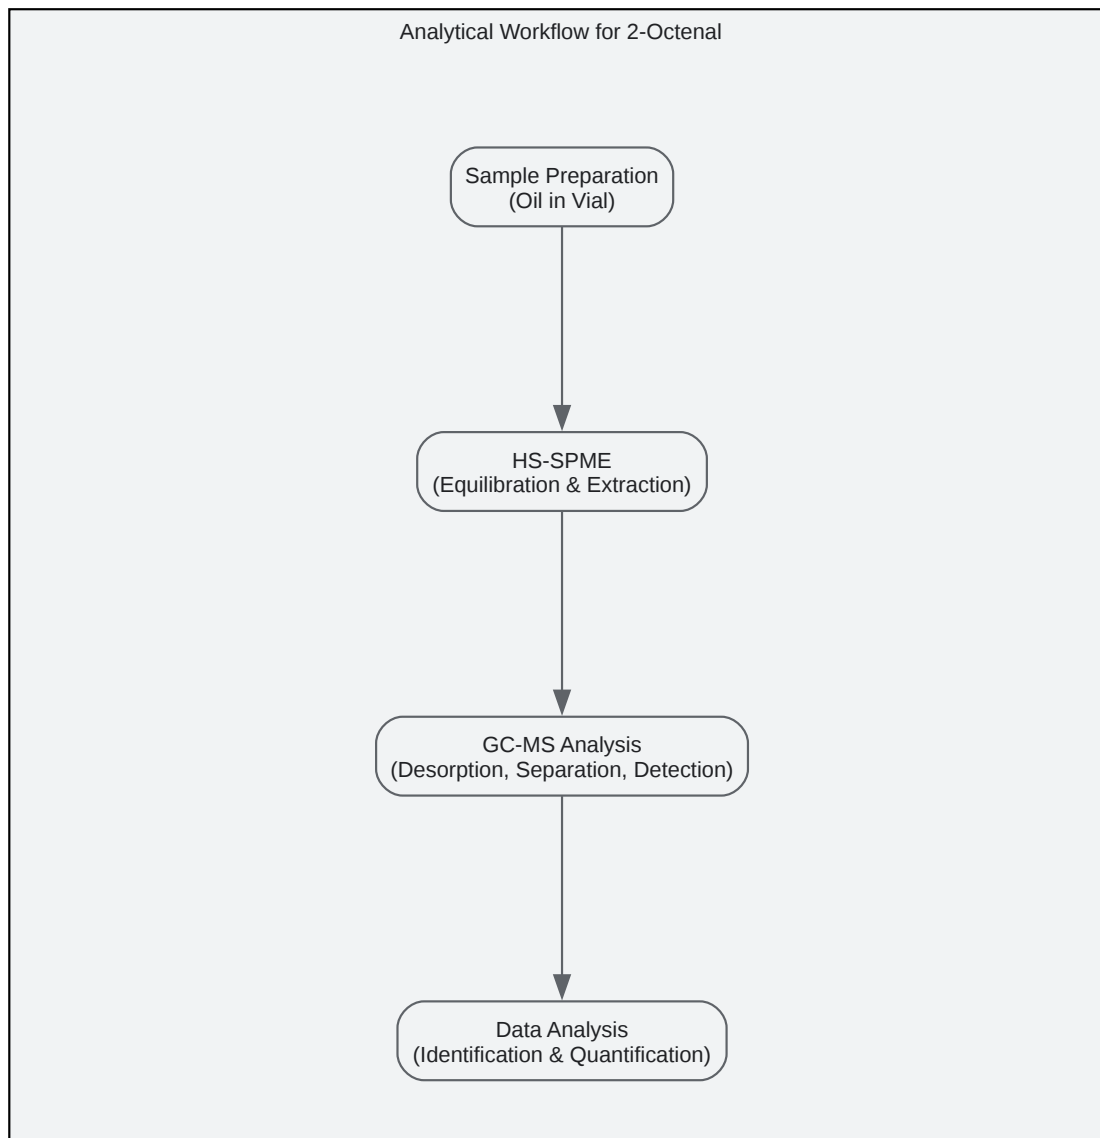 Analytical Workflow for 2-Octenal
Sample Preparation
(Oil in Vial)
HS-SPME
(Equilibration & Extraction)
GC-MS Analysis
(Desorption, Separation, Detection)
Data Analysis
(Identification & Quantification)